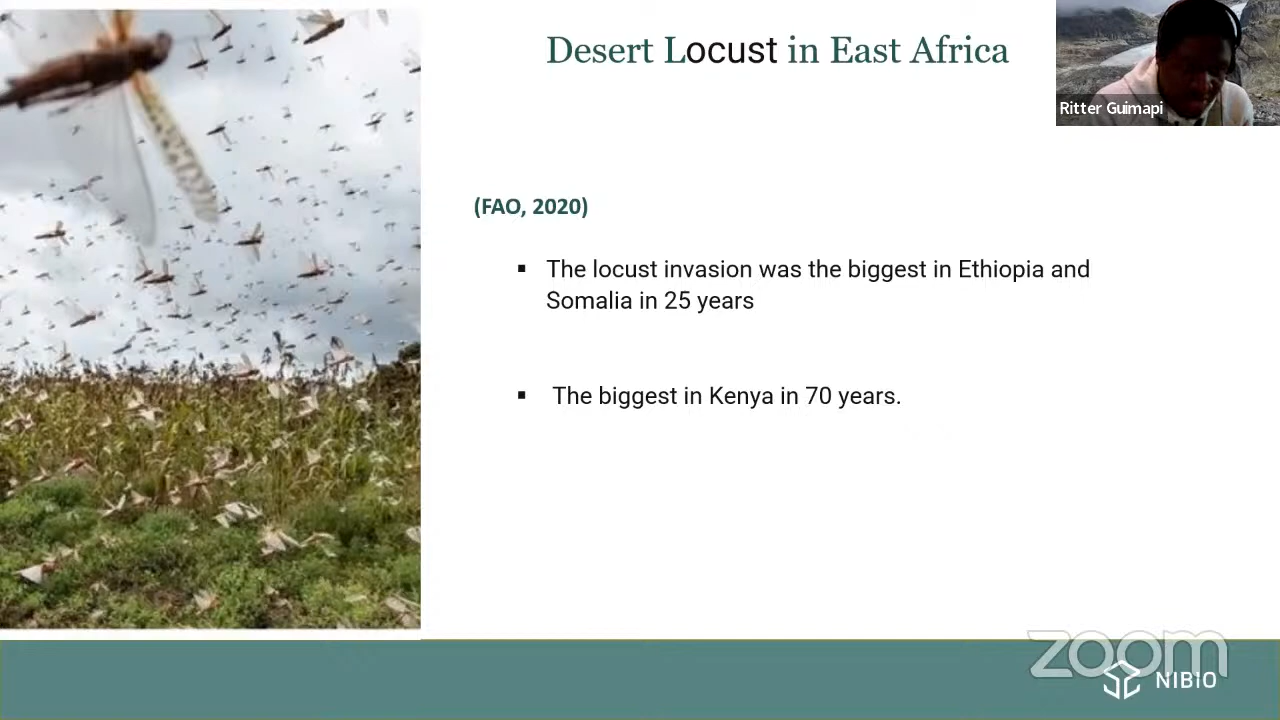 Desert Locust in East Africa
Ritter Guimapi
(FAO, 2020)
▪ The locust invasion was the biggest in Ethiopia and
Somalia in 25 years
▪ The biggest in Kenya in 70 years.
zoom
NIBIO